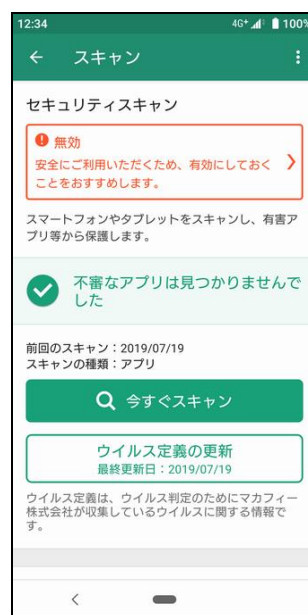 12:34 4G+ 100%
スキャン
セキュリティスキャン
無効
安全にご利用いただくため、有効にしておく
ことをおすすめします。
スマートフォンやタブレットをスキャンし、有害ア
プリ等から保護します。
不審なアプリは見つかりませんで
した
前回のスキャン：2019/07/19
スキャンの種類：アプリ
今すぐスキャン
ウイルス定義の更新
最終更新日：2019/07/19
ウイルス定義は、ウイルス判定のためにマカフィー
株式会社が収集しているウイルスに関する情報で
す。